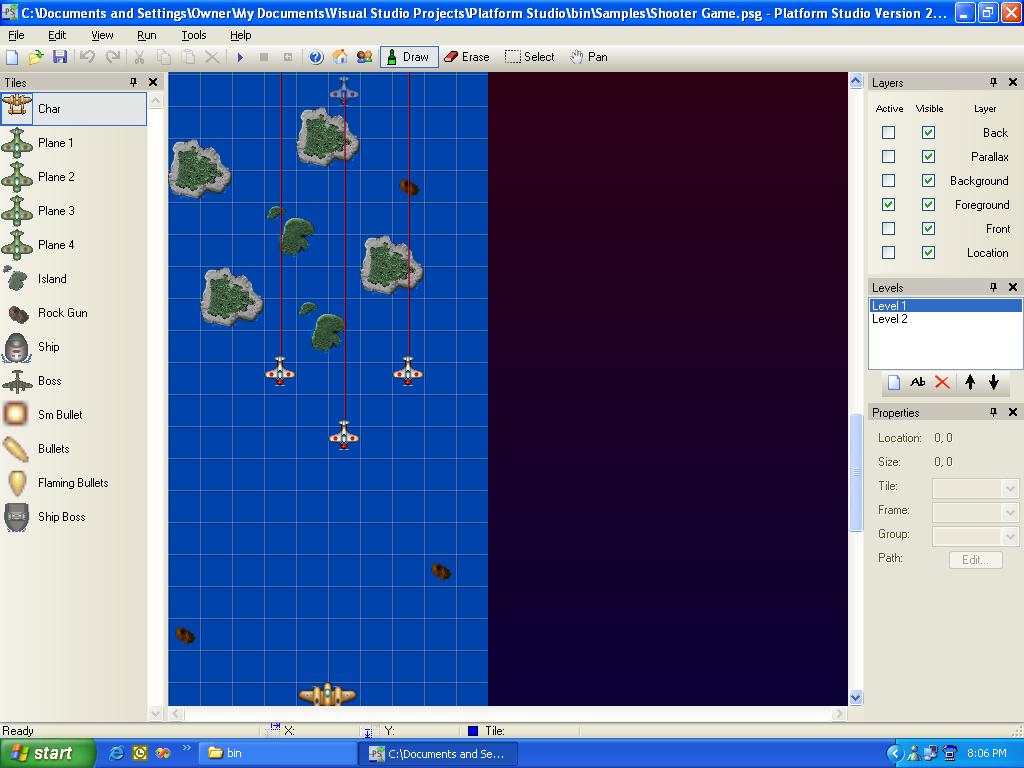 C:\Documents and Settings\Owner\My Documents\Visual Studio Projects\Platform Studio\bin\Samples\Shooter Game.psg - Platform Studio Version 2...
File Edit View Run Tools Help
Draw Erase Select Pan
Tiles
Char
Plane 1
Plane 2
Plane 3
Plane 4
Island
Rock Gun
Ship
Boss
Sm Bullet
Bullets
Flaming Bullets
Ship Boss
Layers
Active Visible Layer
Back
Parallax
Background
Foreground
Front
Location
Levels
Level 1
Level 2
Ab
Properties
Location: 0, 0
Size: 0, 0
Tile:
Frame:
Group:
Path: Edit...
Ready X: Y: Tile:
start bin C:\Documents and Se... 8:06 PM